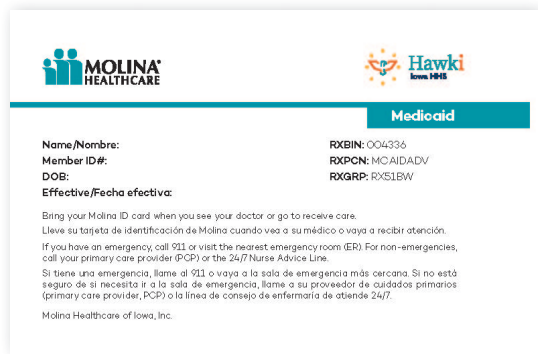 MOLINA®
HEALTHCARE
Hawki
Iowa HHS
Medicaid
Name/Nombre:
Member ID#:
DOB:
Effective/Fecha efectiva:
RXBIN: 004336
RXPCN: MCAIDADV
RXGRP: RX51BW
Bring your Molina ID card when you see your doctor or go to receive care.
Lleve su tarjeta de identificación de Molina cuando vea a su médico o vaya a recibir atención.
If you have an emergency, call 911 or visit the nearest emergency room (ER). For non-emergencies,
call your primary care provider (PCP) or the 24/7 Nurse Advice Line.
Si tiene una emergencia, llame al 911 o vaya a la sala de emergencia más cercana. Si no está
seguro de si necesita ir a la sala de emergencia, llame a su proveedor de cuidados primarios
(primary care provider, PCP) o la línea de consejo de enfermaría de atiende 24/7.
Molina Healthcare of Iowa, Inc.